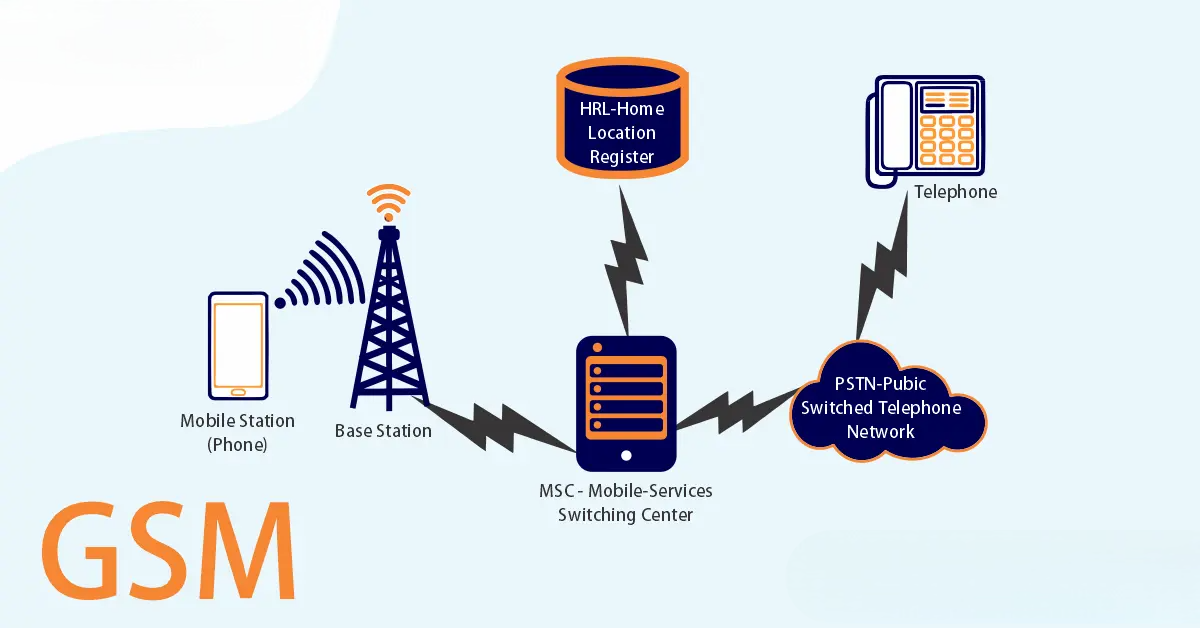 HRL-Home
Location
Register
Telephone
Mobile Station
(Phone)
Base Station
PSTN-Pubic
Switched Telephone
Network
MSC - Mobile-Services
Switching Center
GSM